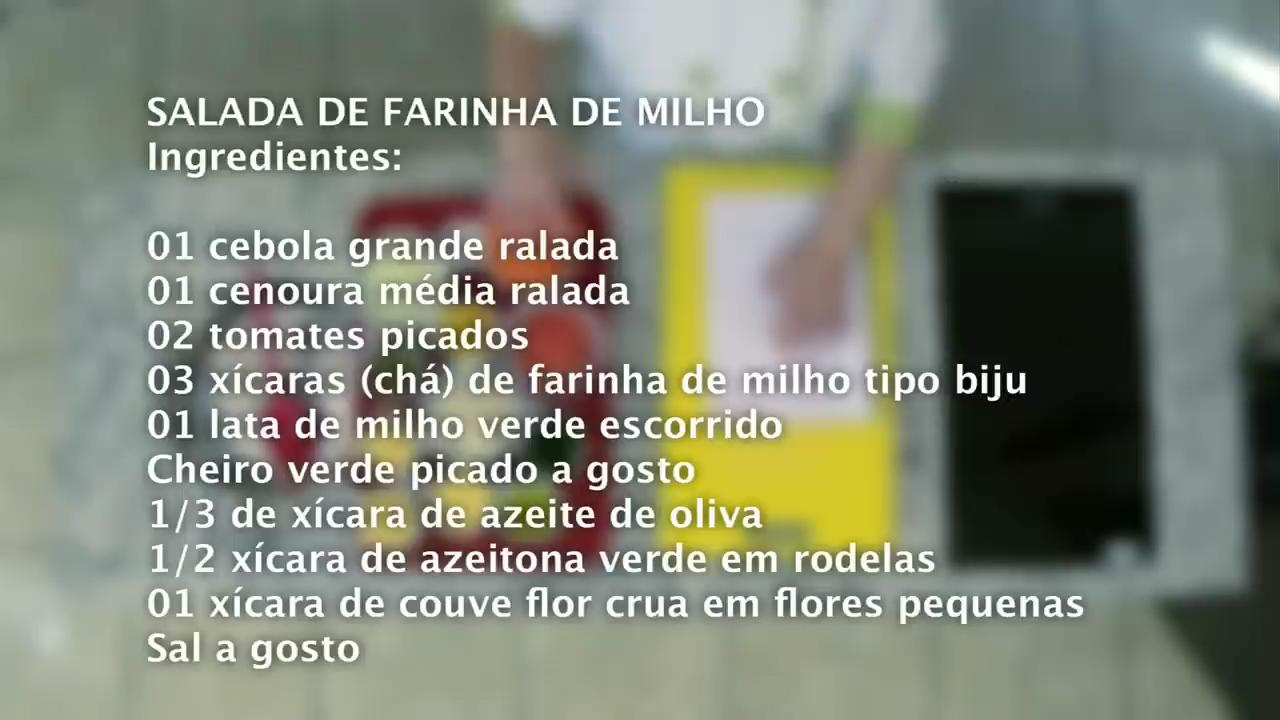 SALADA DE FARINHA DE MILHO
Ingredientes:
01 cebola grande ralada
01 cenoura média ralada
02 tomates picados
03 xícaras (chá) de farinha de milho tipo biju
01 lata de milho verde escorrido
Cheiro verde picado a gosto
1/3 de xícara de azeite de oliva
1/2 xícara de azeitona verde em rodelas
01 xícara de couve flor crua em flores pequenas
Sal a gosto